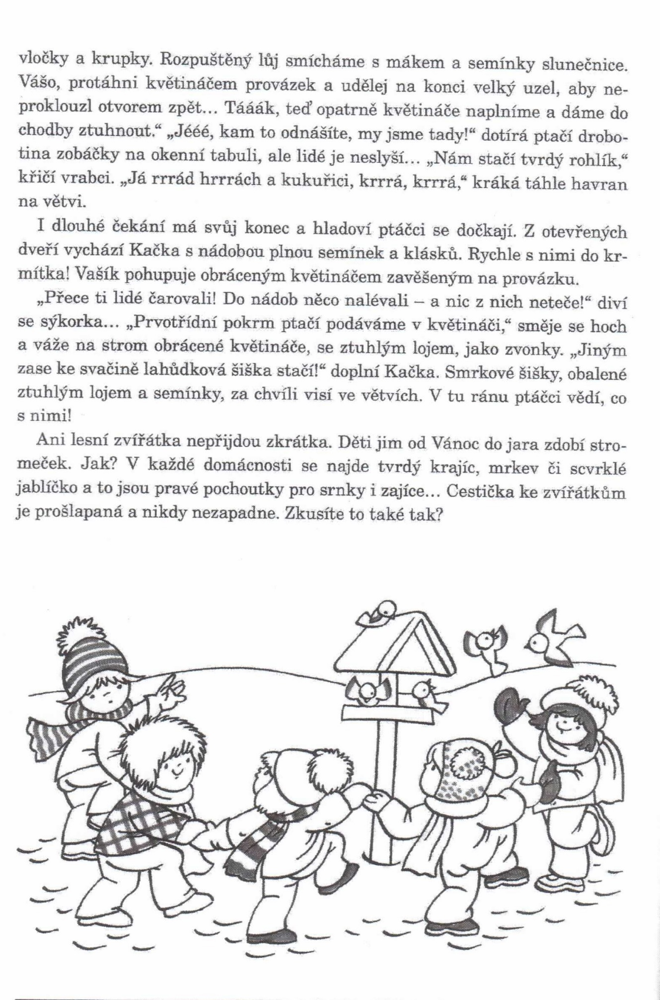 vločky a krupky. Rozpuštěný lůj smícháme s mákem a semínky slunečnice.
Vášo, protáhni květináčem provázek a udělej na konci velký uzel, aby ne-
proklouzl otvorem zpět... Tááák, teď opatrně květináče naplníme a dáme do
chodby ztuhnout.“ „Jééé, kam to odnášíte, my jsme tady!“ dotírá ptačí drobo-
tina zobáčky na okenní tabuli, ale lidé je neslyší... „Nám stačí tvrdý rohlík,“
křičí vrabci. „Já rrrád hrrrách a kukuřici, krrrá, krrrá,“ kráká táhle havran
na větvi.
I dlouhé čekání má svůj konec a hladoví ptáčci se dočkají. Z otevřených
dveří vychází Kačka s nádobou plnou semínek a klásků. Rychle s nimi do kr-
mítka! Vašík pohupuje obráceným květináčem zavěšeným na provázku.
„Přece ti lidé čarovali! Do nádob něco nalévali – a nic z nich neteče!“ diví
se sýkorka... „Prvotřídní pokrm ptačí podáváme v květináči,“ směje se hoch
a váže na strom obrácené květináče, se ztuhlým lojem, jako zvonky. „Jiným
zase ke svačině lahůdková šiška stačí!“ doplní Kačka. Smrkové šišky, obalené
ztuhlým lojem a semínky, za chvíli visí ve větvích. V tu ránu ptáčci vědí, co
s nimi!
Ani lesní zvířátka nepřijdou zkrátka. Děti jim od Vánoc do jara zdobí stro-
meček. Jak? V každé domácnosti se najde tvrdý krajíc, mrkev či scvrklé
jablíčko a to jsou pravé pochoutky pro srnky i zajíce... Cestička ke zvířátkům
je prošlapaná a nikdy nezapadne. Zkusíte to také tak?